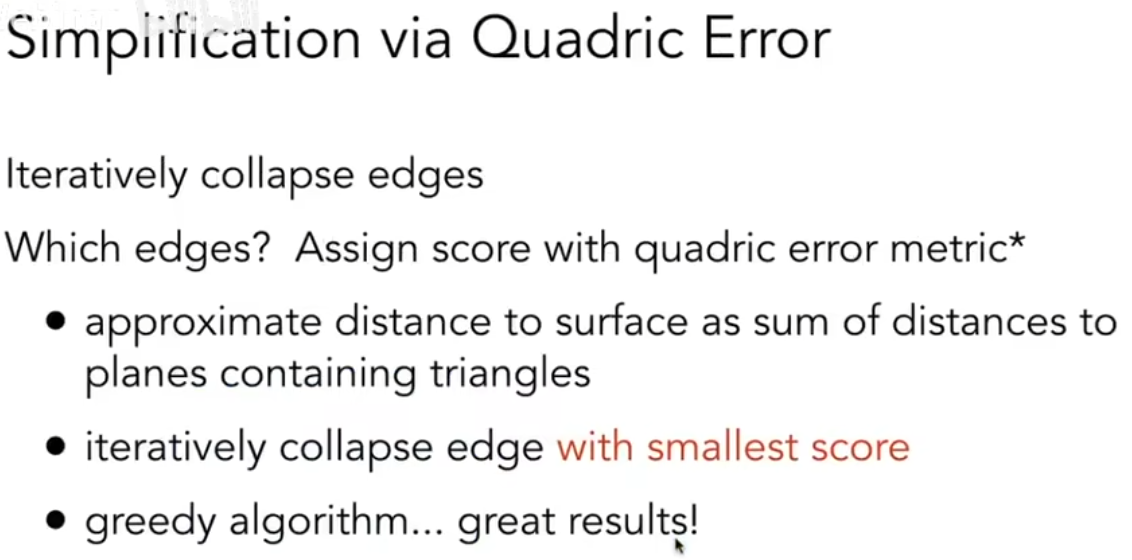 Simplification via Quadric Error
Iteratively collapse edges
Which edges?  Assign score with quadric error metric*
● approximate distance to surface as sum of distances to
planes containing triangles
● iteratively collapse edge with smallest score
● greedy algorithm... great results!